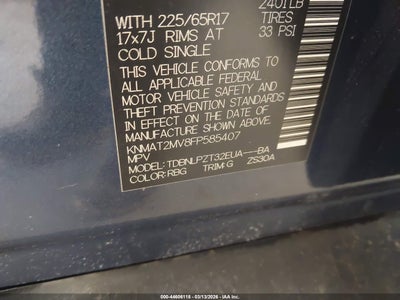 2401LB
WITH 225/65R17 TIRES
17x7J RIMS AT 33 PSI
COLD SINGLE
THIS VEHICLE CONFORMS TO
ALL APPLICABLE FEDERAL
MOTOR VEHICLE SAFETY AND
THEFT PREVENTION STANDARDS
IN EFFECT ON THE DATE OF
MANUFACTURE SHOWN ABOVE.
KNMAT2MV8FP585407
MPV
MODEL: TDBNLPZT32EUA---BA
COLOR: RBG TRIM: G ZS30A
000-44606118 - 03/13/2026 - IAA Inc.